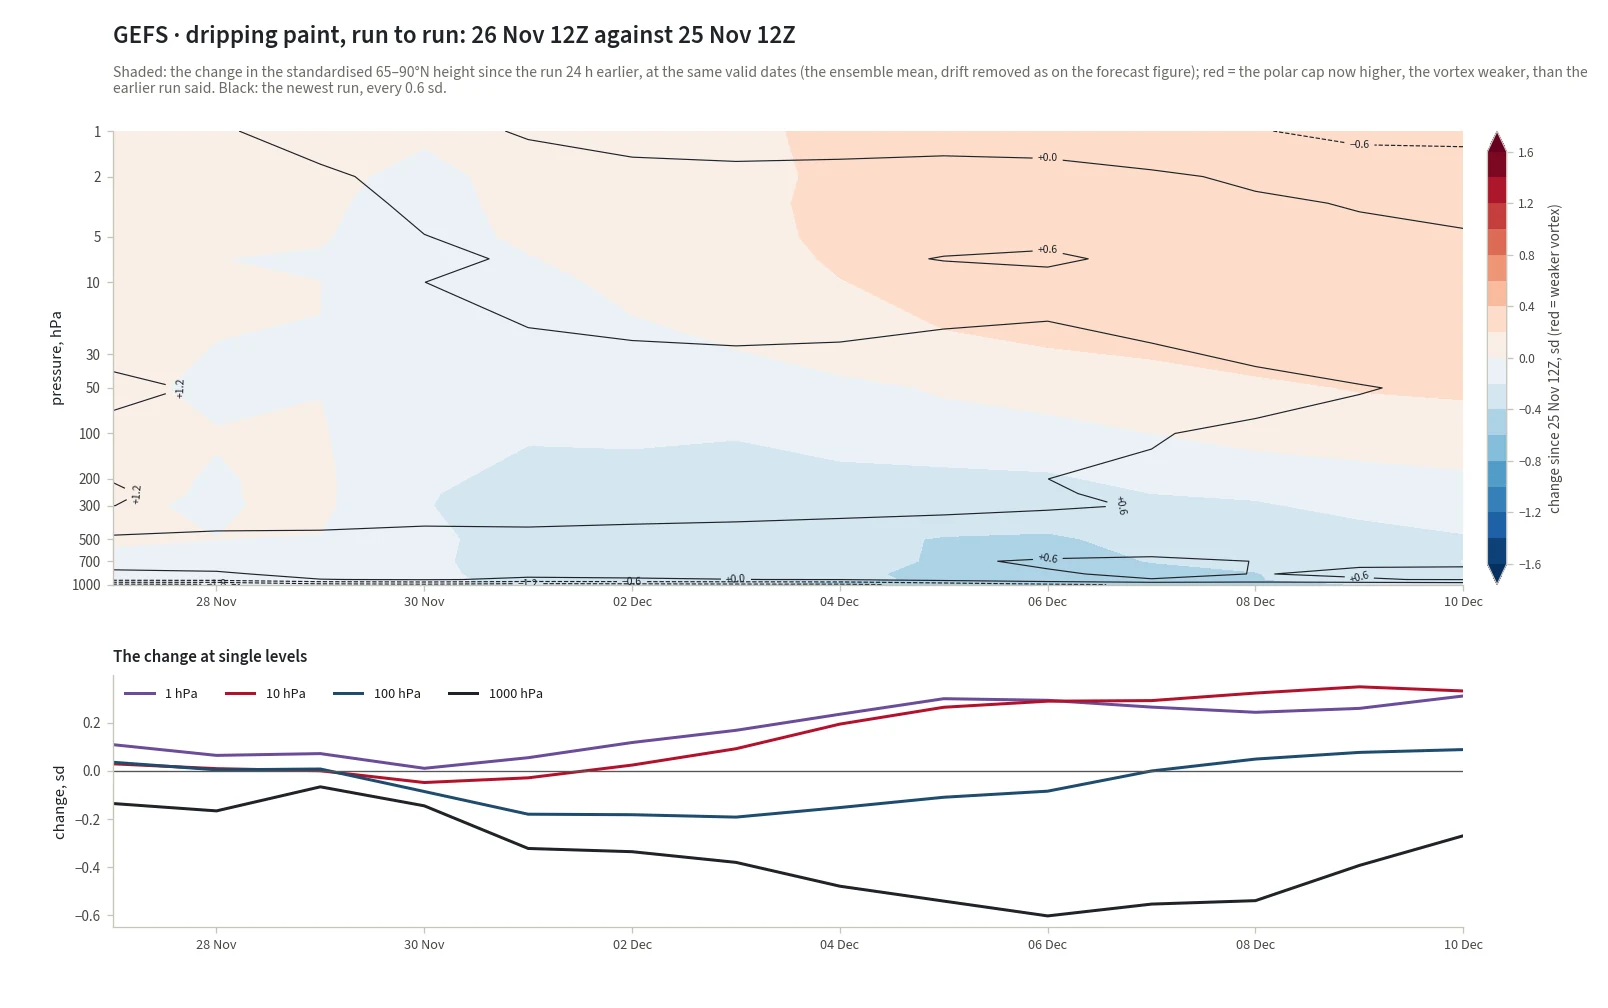 GEFS · dripping paint, run to run: 26 Nov 12Z against 25 Nov 12Z
Shaded: the change in the standardised 65–90°N height since the run 24 h earlier, at the same valid dates (the ensemble mean, drift removed as on the forecast figure); red = the polar cap now higher, the vortex weaker, than the
earlier run said. Black: the newest run, every 0.6 sd.
pressure, hPa
1
2
5
10
30
50
100
200
300
500
700
1000
+1.2
+1.2
+0.0
−0.6
+0.6
+0.6
+0.6
+0.6
−0.6
+0.0
28 Nov
30 Nov
02 Dec
04 Dec
06 Dec
08 Dec
10 Dec
1.6
1.2
0.8
0.4
0.0
−0.4
−0.8
−1.2
−1.6
change since 25 Nov 12Z, sd (red = weaker vortex)
The change at single levels
1 hPa
10 hPa
100 hPa
1000 hPa
change, sd
0.2
0.0
−0.2
−0.4
−0.6
28 Nov
30 Nov
02 Dec
04 Dec
06 Dec
08 Dec
10 Dec